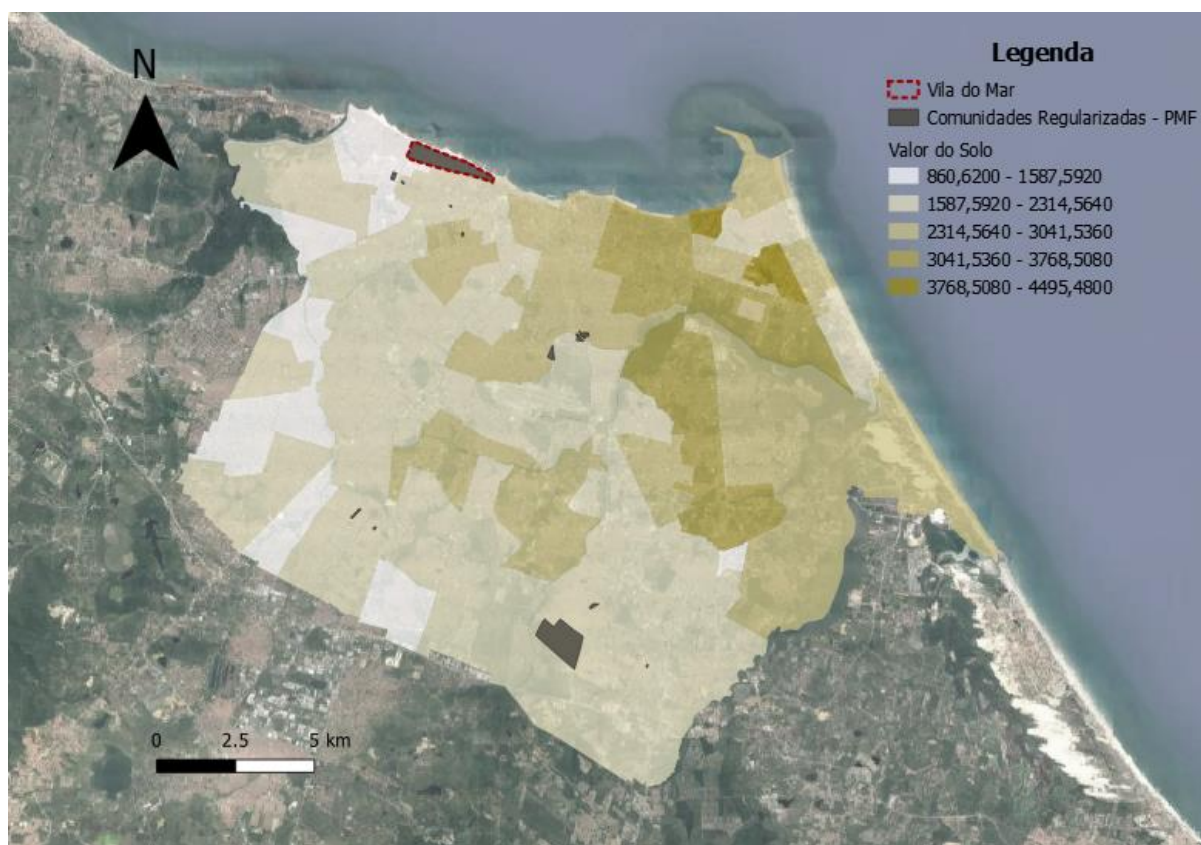 N
Legenda
Vila do Mar
Comunidades Regularizadas - PMF
Valor do Solo
860,6200 - 1587,5920
1587,5920 - 2314,5640
2314,5640 - 3041,5360
3041,5360 - 3768,5080
3768,5080 - 4495,4800
0 2.5 5 km